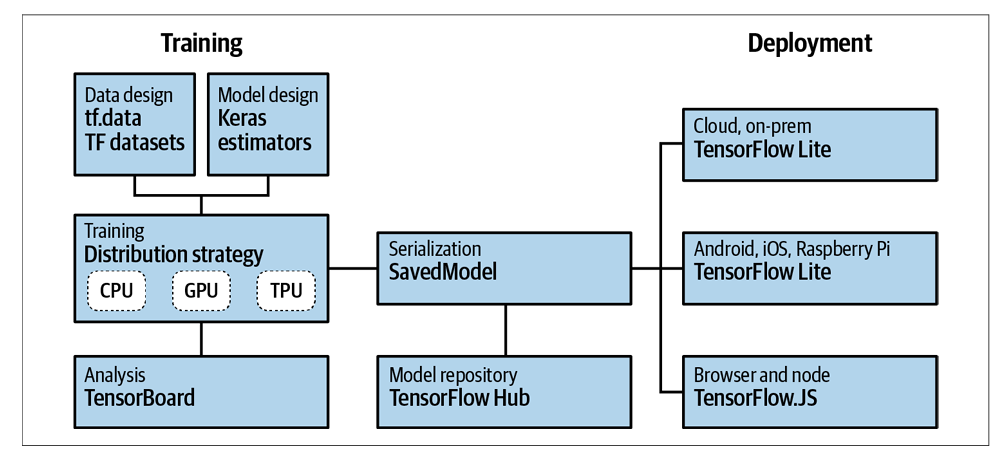 Training
Deployment
Data design
tf.data
TF datasets
Model design
Keras
estimators
Training
Distribution strategy
CPU
GPU
TPU
Analysis
TensorBoard
Serialization
SavedModel
Model repository
TensorFlow Hub
Cloud, on-prem
TensorFlow Lite
Android, iOS, Raspberry Pi
TensorFlow Lite
Browser and node
TensorFlow.JS